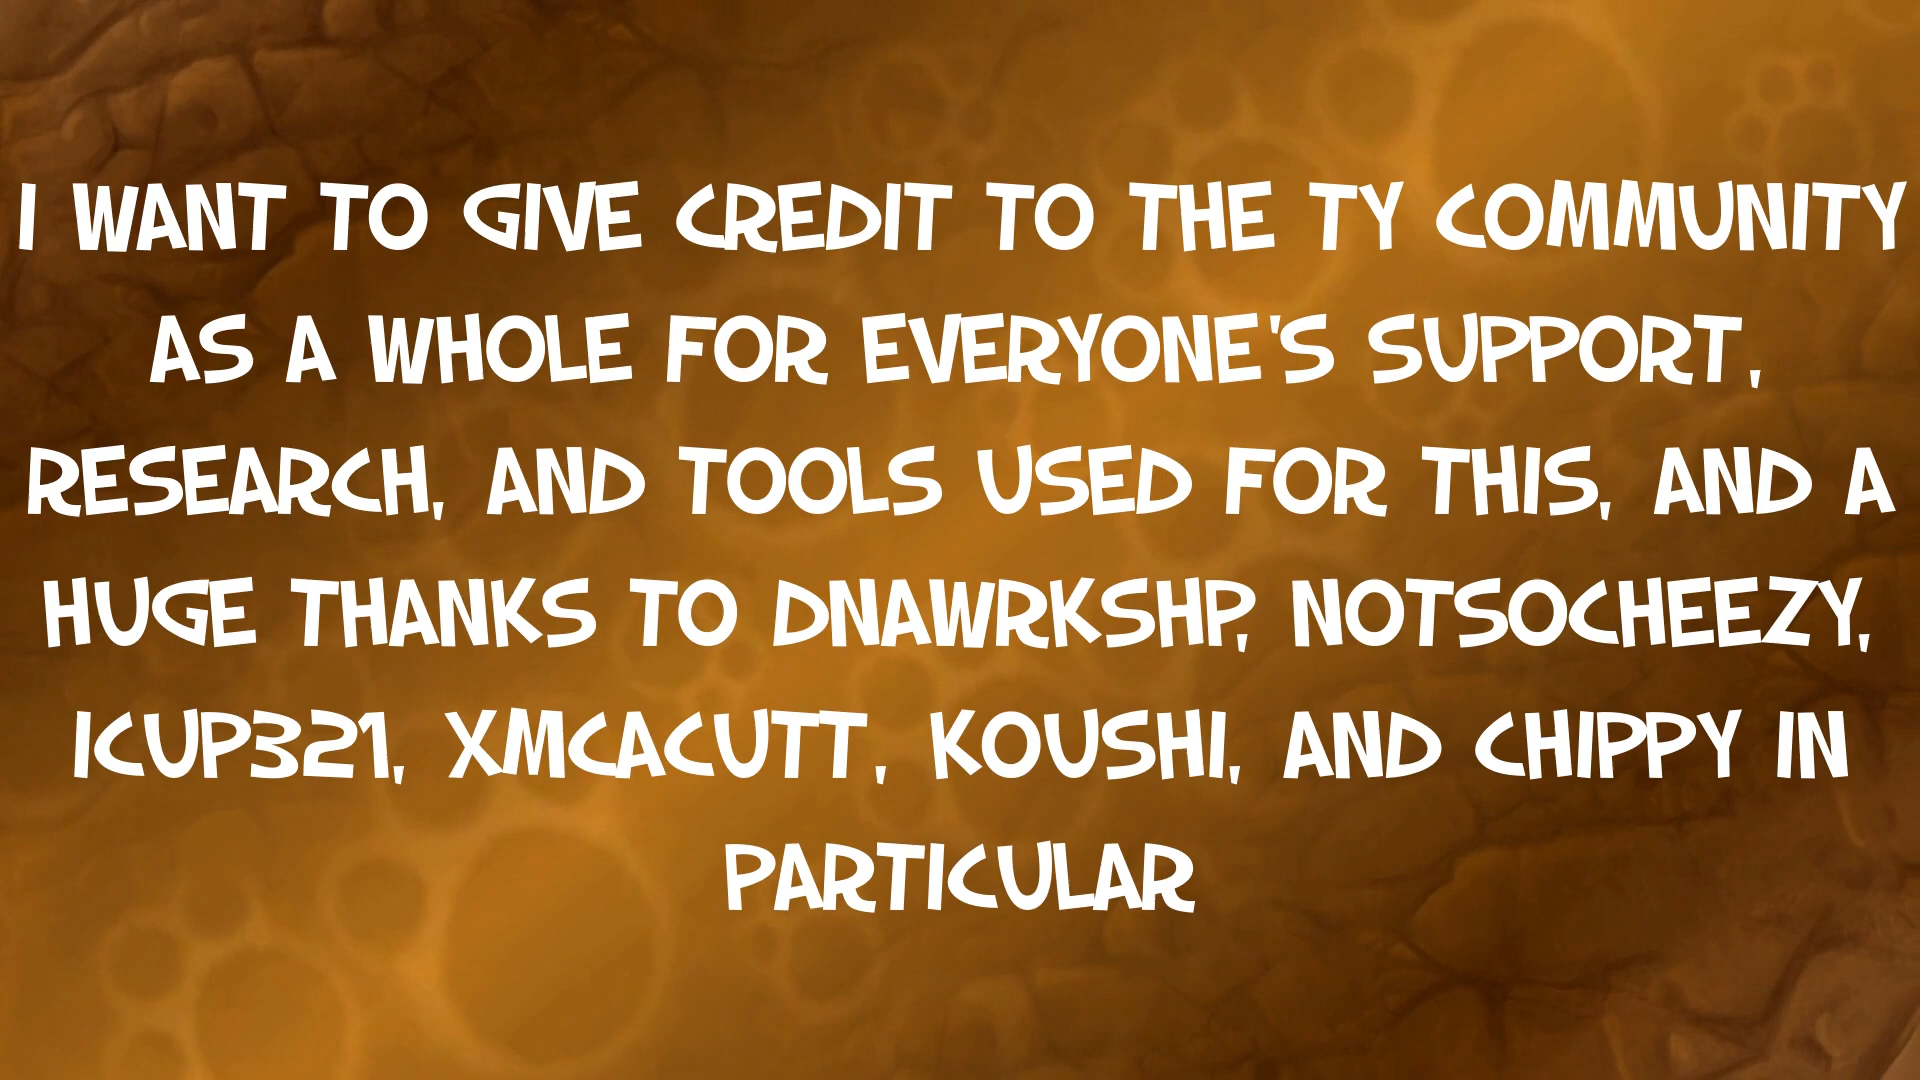 I WANT TO GIVE CREDIT TO THE TY COMMUNITY
AS A WHOLE FOR EVERYONE'S SUPPORT,
RESEARCH, AND TOOLS USED FOR THIS, AND A
HUGE THANKS TO DNAWRKSHP, NOTSOCHEEZY,
ICUP321, XMCACUTT, KOUSHI, AND CHIPPY IN
PARTICULAR